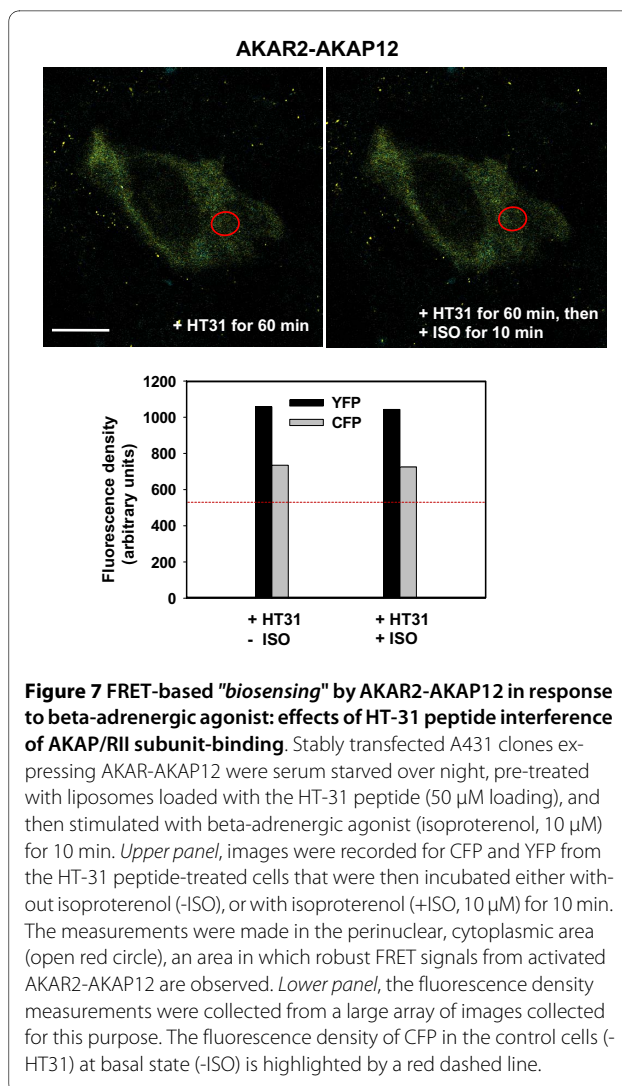 AKAR2-AKAP12
+ HT31 for 60 min
+ HT31 for 60 min, then
+ ISO for 10 min
1200
1000
800
600
400
200
0
Fluorescence density
(arbitrary units)
YFP
CFP
+ HT31
- ISO
+ HT31
+ ISO
Figure 7 FRET-based "biosensing" by AKAR2-AKAP12 in response
to beta-adrenergic agonist: effects of HT-31 peptide interference
of AKAP/RII subunit-binding. Stably transfected A431 clones ex-
pressing AKAR-AKAP12 were serum starved over night, pre-treated
with liposomes loaded with the HT-31 peptide (50 μM loading), and
then stimulated with beta-adrenergic agonist (isoproterenol, 10 μM)
for 10 min. Upper panel, images were recorded for CFP and YFP from
the HT-31 peptide-treated cells that were then incubated either with-
out isoproterenol (-ISO), or with isoproterenol (+ISO, 10 μM) for 10 min.
The measurements were made in the perinuclear, cytoplasmic area
(open red circle), an area in which robust FRET signals from activated
AKAR2-AKAP12 are observed. Lower panel, the fluorescence density
measurements were collected from a large array of images collected
for this purpose. The fluorescence density of CFP in the control cells (-
HT31) at basal state (-ISO) is highlighted by a red dashed line.